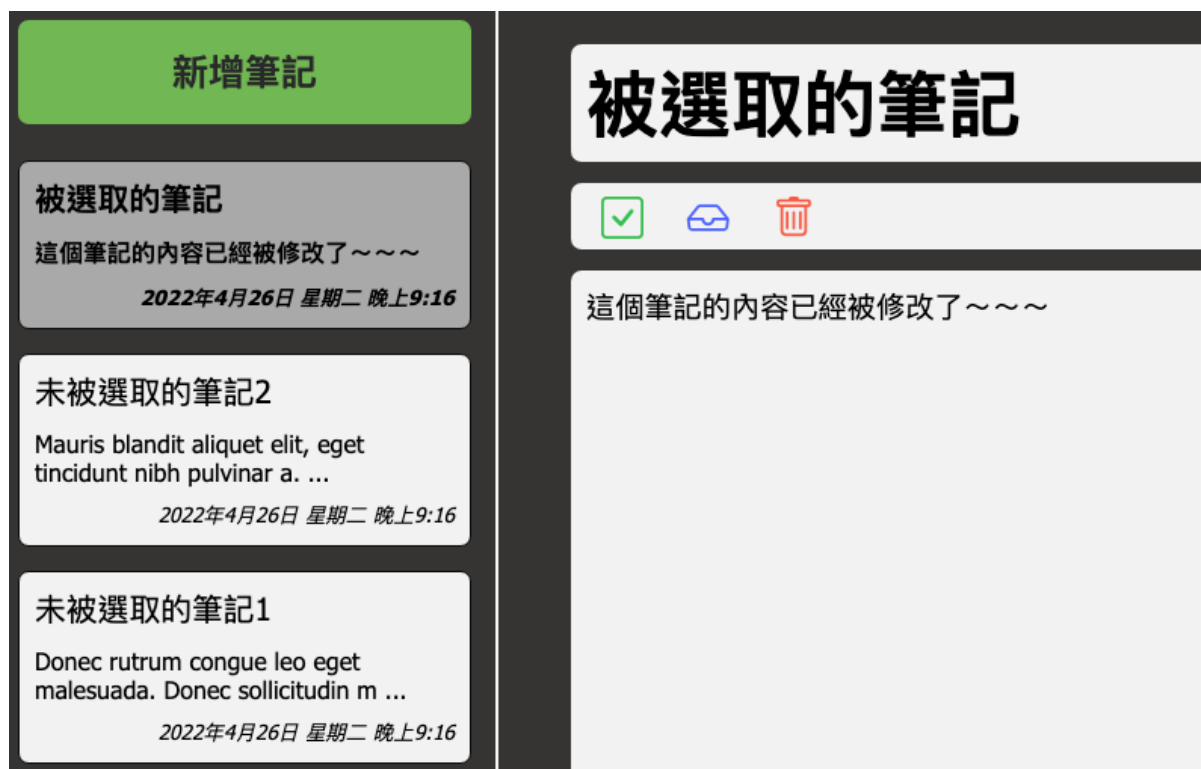 新增筆記
被選取的筆記
這個筆記的內容已經被修改了～～～
2022年4月26日 星期二 晚上9:16
未被選取的筆記2
Mauris blandit aliquet elit, eget
tincidunt nibh pulvinar a. ...
2022年4月26日 星期二 晚上9:16
未被選取的筆記1
Donec rutrum congue leo eget
malesuada. Donec sollicitudin m ...
2022年4月26日 星期二 晚上9:16
被選取的筆記
這個筆記的內容已經被修改了～～～